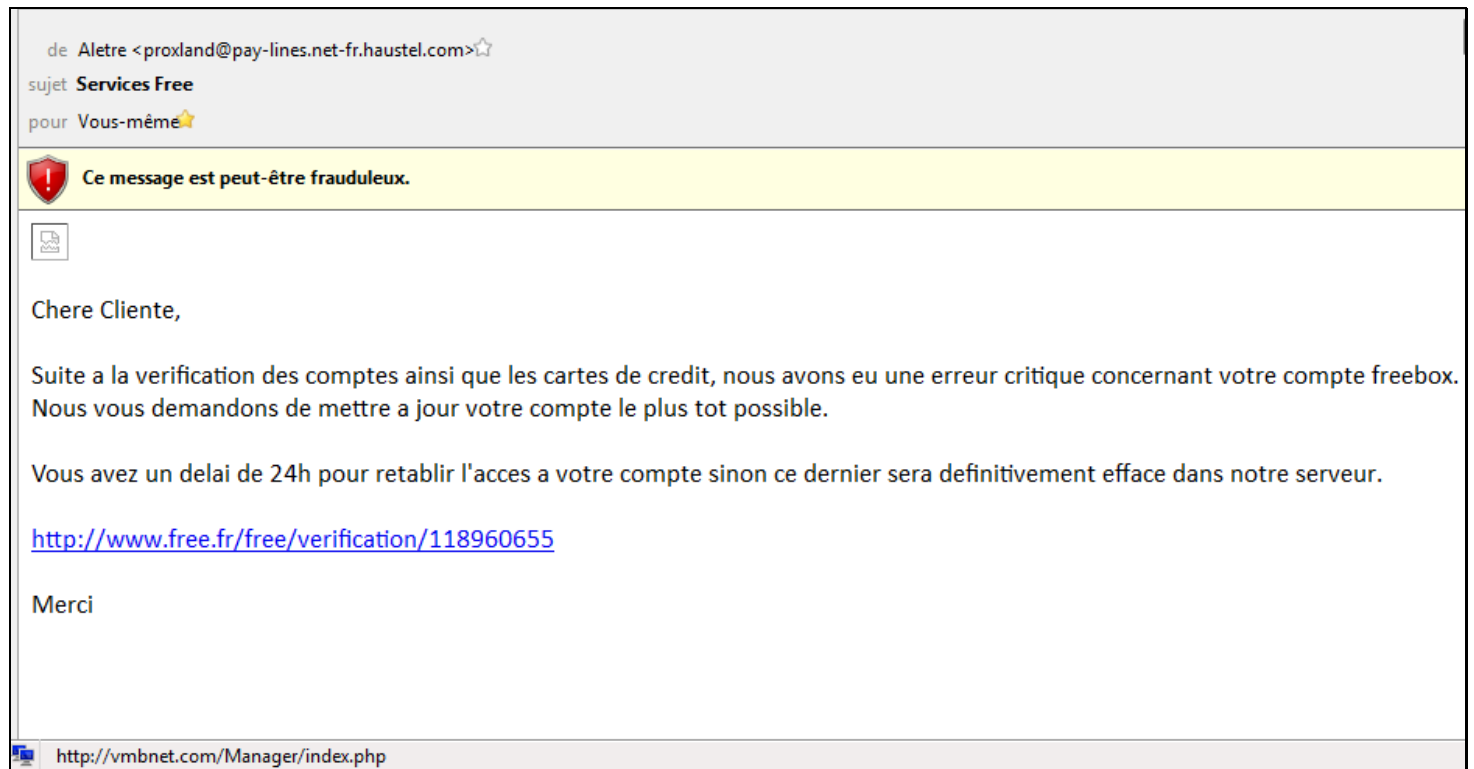 de Aletre <proxland@pay-lines.net-fr.haustel.com>
sujet Services Free
pour Vous-même
Ce message est peut-être frauduleux.
Chere Cliente,
Suite a la verification des comptes ainsi que les cartes de credit, nous avons eu une erreur critique concernant votre compte freebox.
Nous vous demandons de mettre a jour votre compte le plus tot possible.
Vous avez un delai de 24h pour retablir l'acces a votre compte sinon ce dernier sera definitivement efface dans notre serveur.
http://www.free.fr/free/verification/118960655
Merci
http://vmbnet.com/Manager/index.php